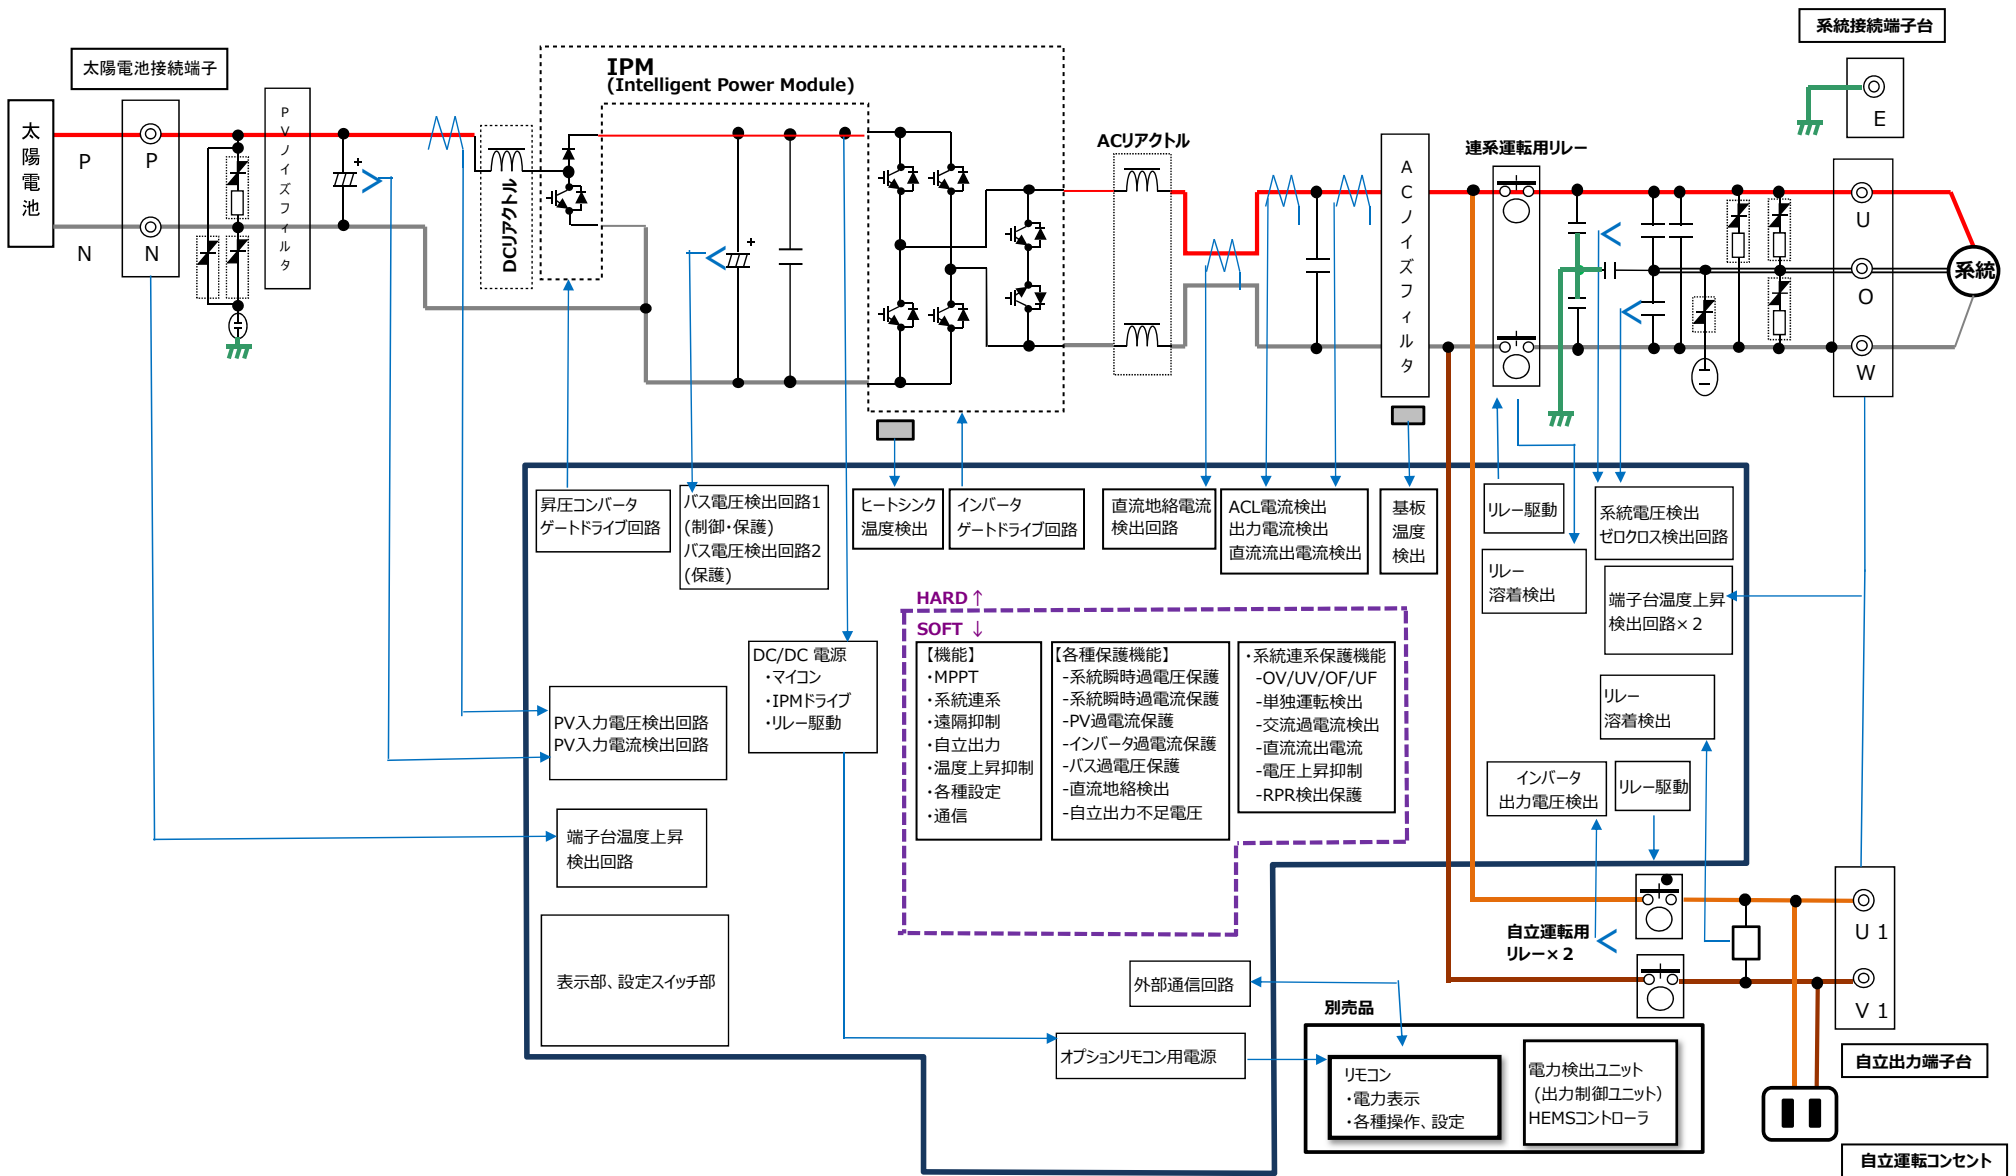 系統接続端子台
E
太陽電池接続端子
IPM
(Intelligent Power Module)
太陽電池
P
N
P
N
PVノイズフィルタ
DCリアクトル
ACリアクトル
ACノイズフィルタ
連系運転用リレー
U
O
W
系統
昇圧コンバータ
ゲートドライブ回路
バス電圧検出回路1
(制御・保護)
バス電圧検出回路2
(保護)
ヒートシンク
温度検出
インバータ
ゲートドライブ回路
直流地絡電流
検出回路
ACL電流検出
出力電流検出
直流流出電流検出
基板
温度
検出
リレー駆動
リレー
溶着検出
系統電圧検出
ゼロクロス検出回路
端子台温度上昇
検出回路×2
HARD ↑
SOFT ↓
【機能】
・MPPT
・系統連系
・遠隔抑制
・自立出力
・温度上昇抑制
・各種設定
・通信
【各種保護機能】
-系統瞬時過電圧保護
-系統瞬時過電流保護
-PV過電流保護
-インバータ過電流保護
-バス過電圧保護
-直流地絡検出
-自立出力不足電圧
・系統連系保護機能
-OV/UV/OF/UF
-単独運転検出
-交流過電流検出
-直流流出電流
-電圧上昇抑制
-RPR検出保護
DC/DC 電源
・マイコン
・IPMドライブ
・リレー駆動
PV入力電圧検出回路
PV入力電流検出回路
端子台温度上昇
検出回路
表示部、設定スイッチ部
リレー
溶着検出
インバータ
出力電圧検出
リレー駆動
自立運転用
リレー×2
U 1
V 1
外部通信回路
オプションリモコン用電源
別売品
リモコン
・電力表示
・各種操作、設定
電力検出ユニット
(出力制御ユニット)
HEMSコントローラ
自立出力端子台
自立運転コンセント